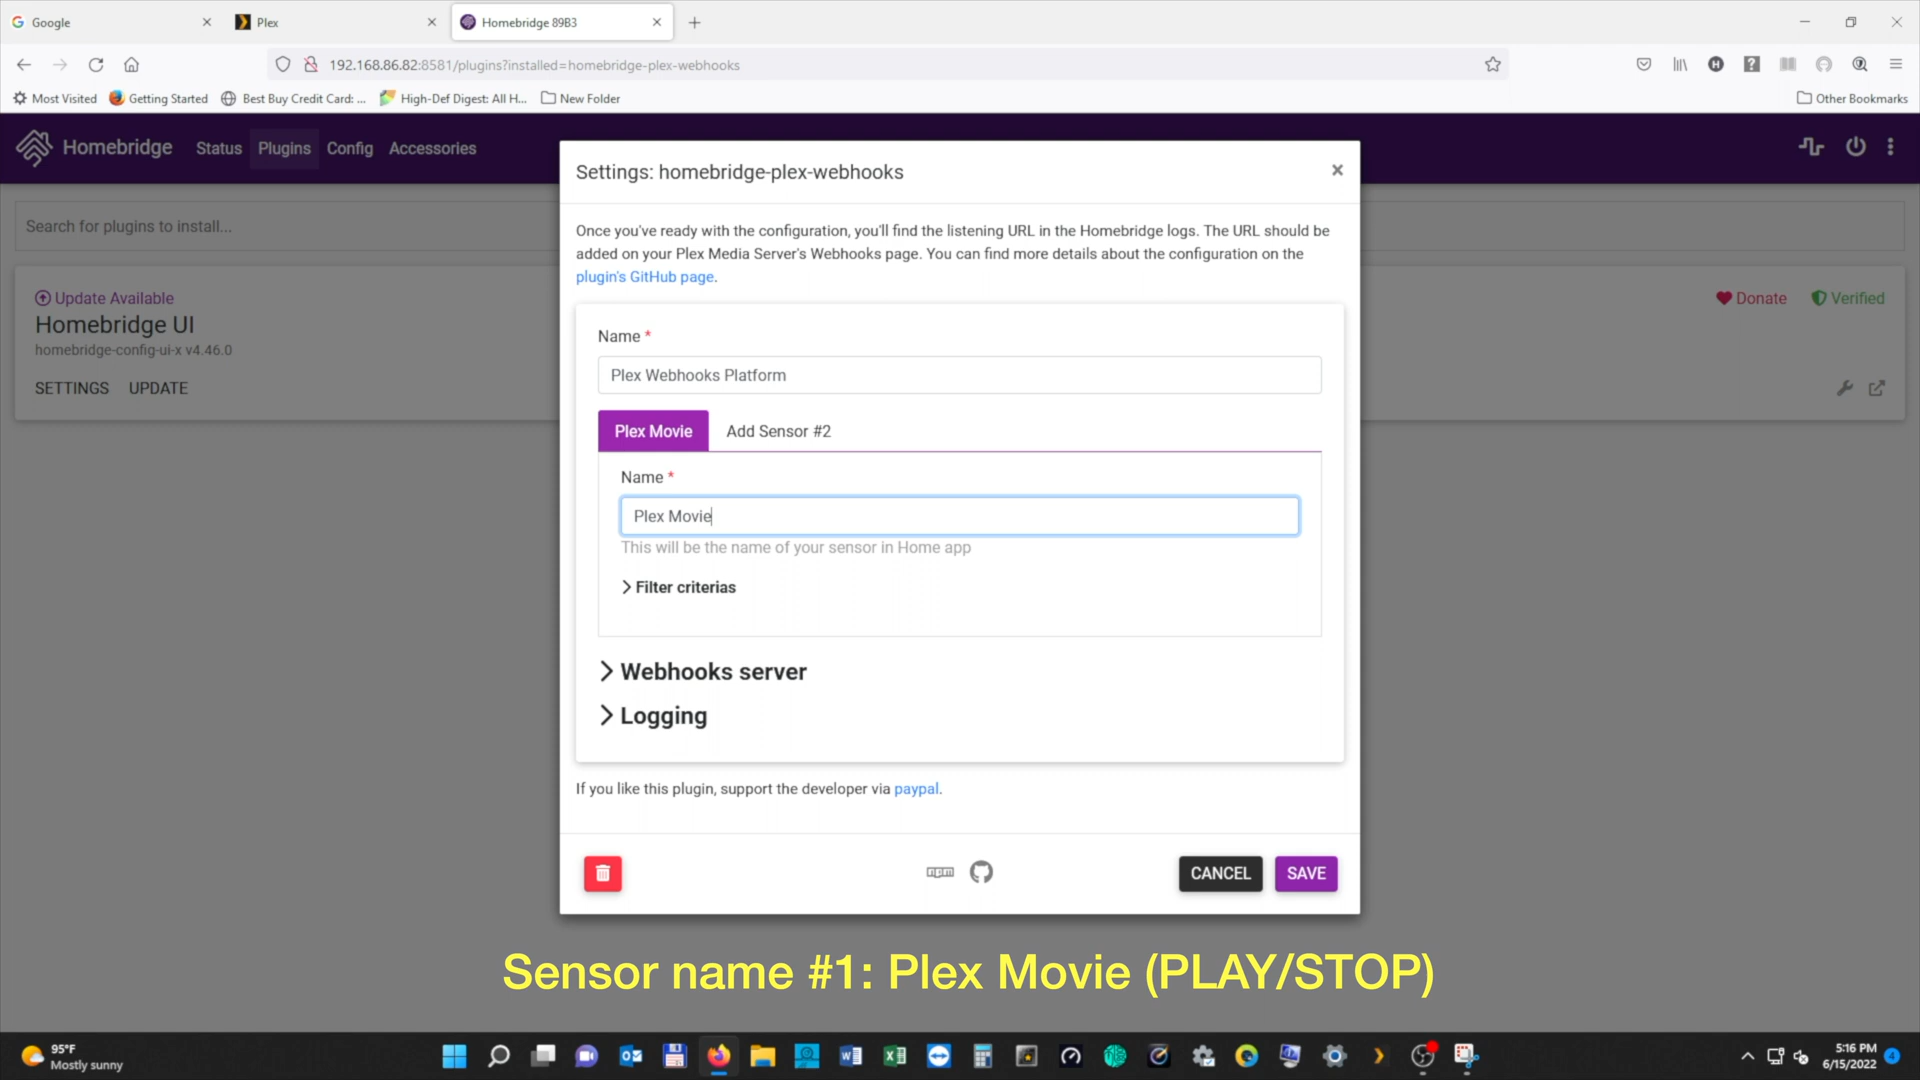 Google
Plex
Homebridge 89B3
192.168.86.82:8581/plugins?installed=homebridge-plex-webhooks
Most Visited
Getting Started
Best Buy Credit Card: ...
High-Def Digest: All H...
New Folder
Other Bookmarks
Homebridge
Status
Plugins
Config
Accessories
Settings: homebridge-plex-webhooks
Search for plugins to install...
Once you've ready with the configuration, you'll find the listening URL in the Homebridge logs. The URL should be
added on your Plex Media Server's Webhooks page. You can find more details about the configuration on the
plugin's GitHub page.
Update Available
Homebridge UI
homebridge-config-ui-x v4.46.0
SETTINGS UPDATE
Donate
Verified
Name *
Plex Webhooks Platform
Plex Movie
Add Sensor #2
Name *
Plex Movie
This will be the name of your sensor in Home app
Filter criterias
Webhooks server
Logging
If you like this plugin, support the developer via paypal.
npm
CANCEL
SAVE
Sensor name #1: Plex Movie (PLAY/STOP)
95°F
Mostly sunny
5:16 PM
6/15/2022
4